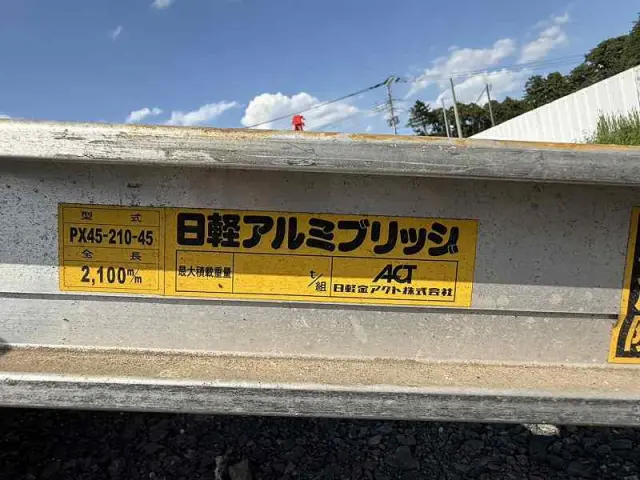 型式
PX45-210-45
全長
2,100m/m
日軽アルミブリッジ
最大積載重量 t/組
ACT
日軽金アクト株式会社